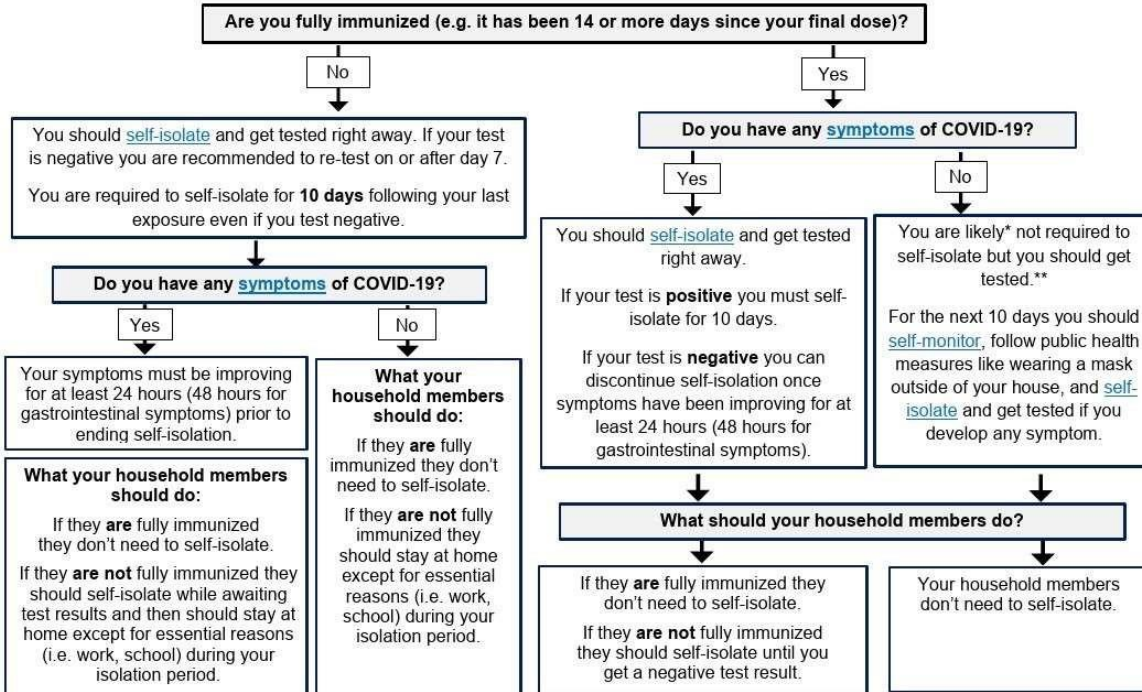 Are you fully immunized (e.g. it has been 14 or more days since your final dose)?
No
You should self-isolate and get tested right away. If your test
is negative you are recommended to re-test on or after day 7.
You are required to self-isolate for 10 days following your last
exposure even if you test negative.
Do you have any symptoms of COVID-19?
Yes
Your symptoms must be improving
for at least 24 hours (48 hours for
gastrointestinal symptoms) prior to
ending self-isolation.
What your household members
should do:
If they are fully immunized
they don’t need to self-isolate.
If they are not fully immunized they
should self-isolate while awaiting
test results and then should stay at
home except for essential reasons
(i.e. work, school) during your
isolation period.
No
What your
household members
should do:
If they are fully
immunized they don’t
need to self-isolate.
If they are not fully
immunized they
should stay at home
except for essential
reasons (i.e. work,
school) during your
isolation period.
Yes
Do you have any symptoms of COVID-19?
Yes
You should self-isolate and get tested
right away.
If your test is positive you must self-
isolate for 10 days.
If your test is negative you can
discontinue self-isolation once
symptoms have been improving for at
least 24 hours (48 hours for
gastrointestinal symptoms).
No
You are likely* not required to
self-isolate but you should get
tested.**
For the next 10 days you should
self-monitor, follow public health
measures like wearing a mask
outside of your house, and self-
isolate and get tested if you
develop any symptom.
What should your household members do?
If they are fully immunized they
don’t need to self-isolate.
If they are not fully immunized
they should self-isolate until you
get a negative test result.
Your household members
don’t need to self-isolate.